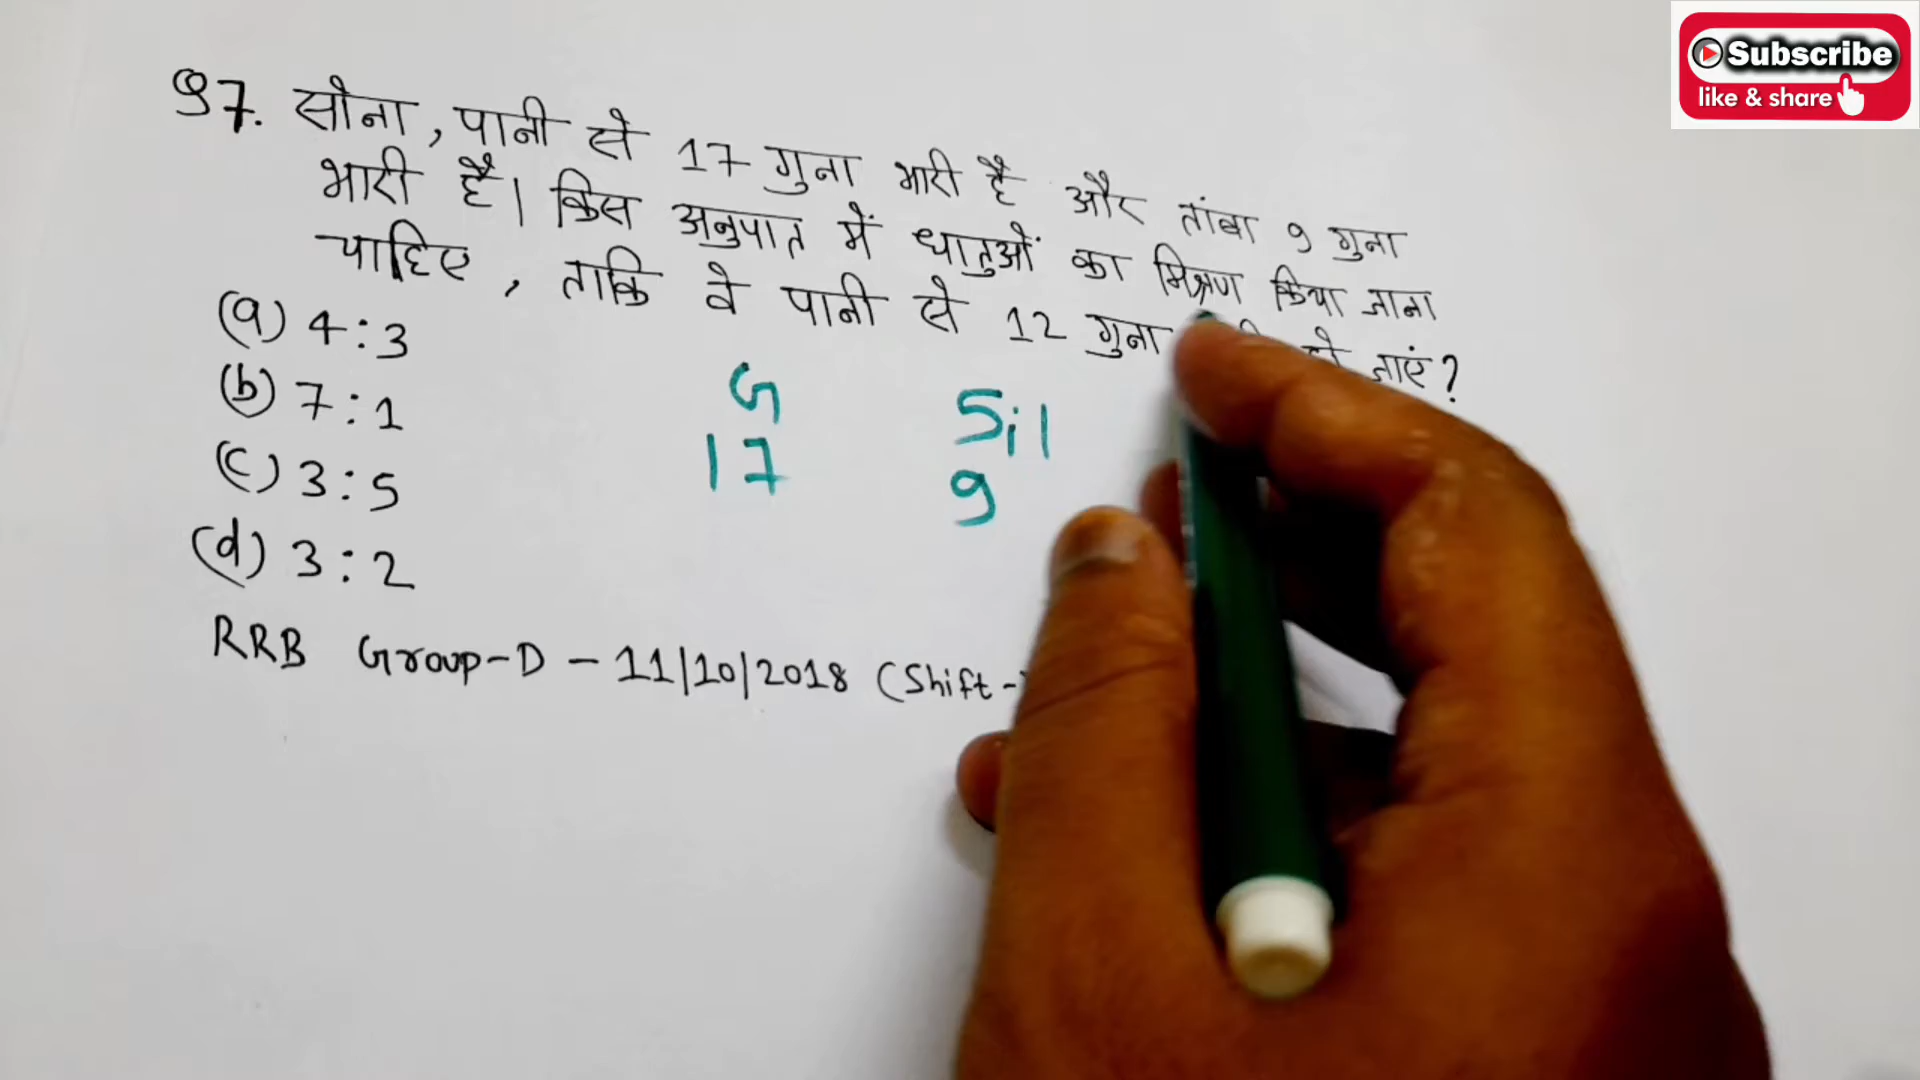 Q7. सोना, पानी से 17 गुना भारी है और तांबा 9 गुना
भारी है। किस अनुपात में धातुओं का मिश्रण किया जाना
चाहिए, ताकि वे पानी से 12 गुना जाएं?
(a) 4:3
(b) 7:1
(c) 3:5
(d) 3:2
G Sil
17 9
RRB Group-D - 11/10/2018 (Shift-
Subscribe
like & share